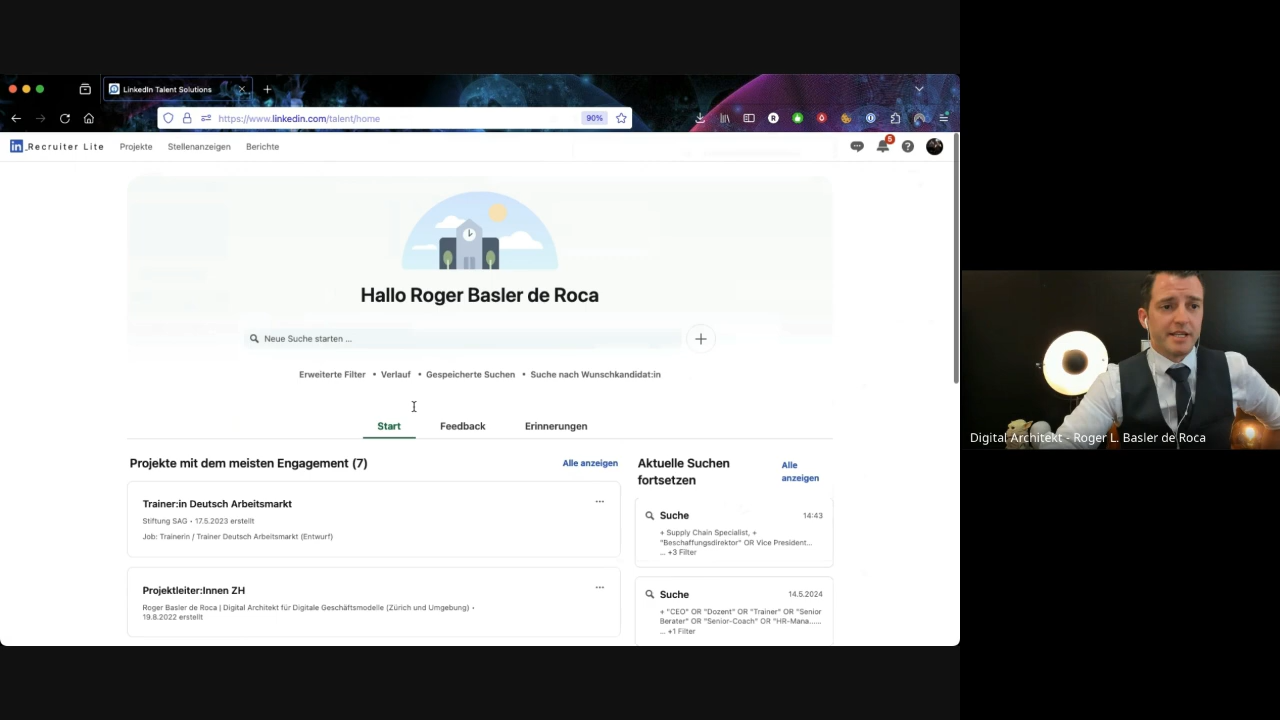 LinkedIn Talent Solutions
https://www.linkedin.com/talent/home
90%
in Recruiter Lite
Projekte
Stellenanzeigen
Berichte
5
Hallo Roger Basler de Roca
Neue Suche starten ...
Erweiterte Filter • Verlauf • Gespeicherte Suchen • Suche nach Wunschkandidat:in
Start
Feedback
Erinnerungen
Projekte mit dem meisten Engagement (7)
Alle anzeigen
Trainer:in Deutsch Arbeitsmarkt
Stiftung SAG • 17.5.2023 erstellt
Job: Trainerin / Trainer Deutsch Arbeitsmarkt (Entwurf)
Projektleiter:Innen ZH
Roger Basler de Roca | Digital Architekt für Digitale Geschäftsmodelle (Zürich und Umgebung) •
19.8.2022 erstellt
Aktuelle Suchen
fortsetzen
Alle
anzeigen
Suche
14:43
+ Supply Chain Specialist, +
"Beschaffungsdirektor" OR Vice President...
... +3 Filter
Suche
14.5.2024
+ "CEO" OR "Dozent" OR "Trainer" OR "Senior
Berater" OR "Senior-Coach" OR "HR-Mana......
... +1 Filter
Digital Architekt - Roger L. Basler de Roca